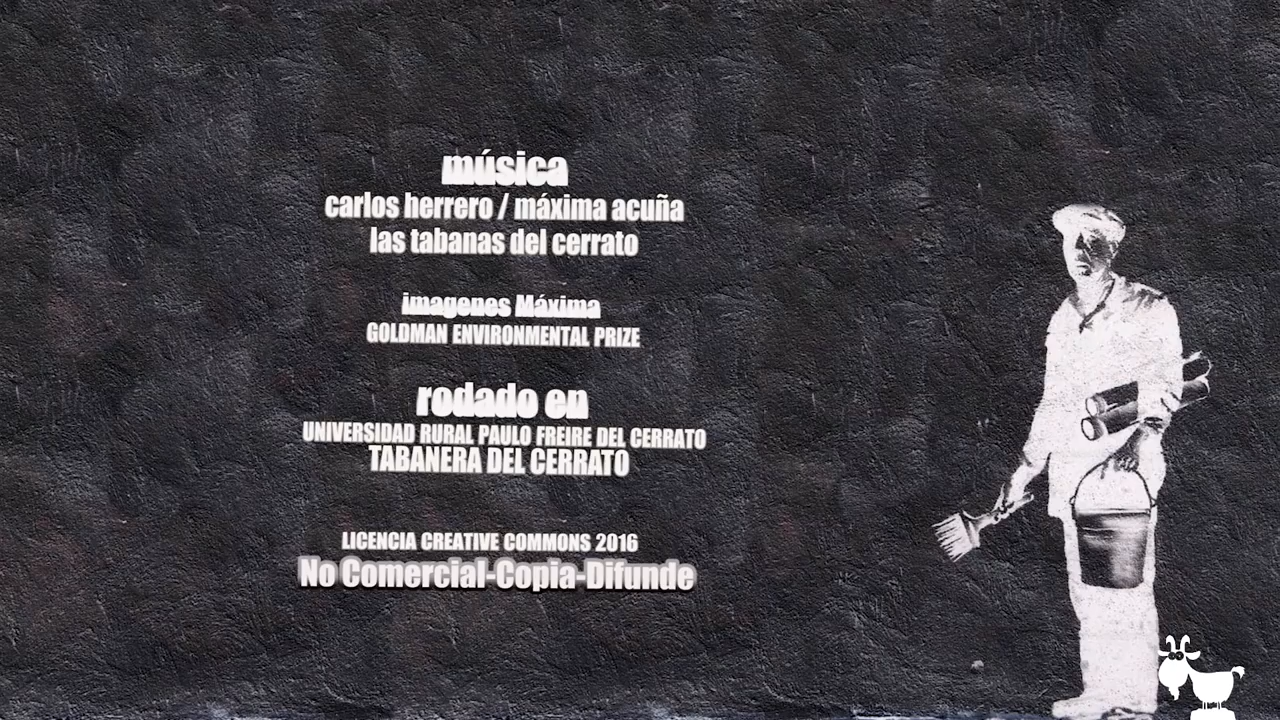 música
carlos herrero / máxima acuña
las tabanas del cerrato
imagenes Máxima
GOLDMAN ENVIRONMENTAL PRIZE
rodado en
UNIVERSIDAD RURAL PAULO FREIRE DEL CERRATO
TABANERA DEL CERRATO
LICENCIA CREATIVE COMMONS 2016
No Comercial-Copia-Difunde